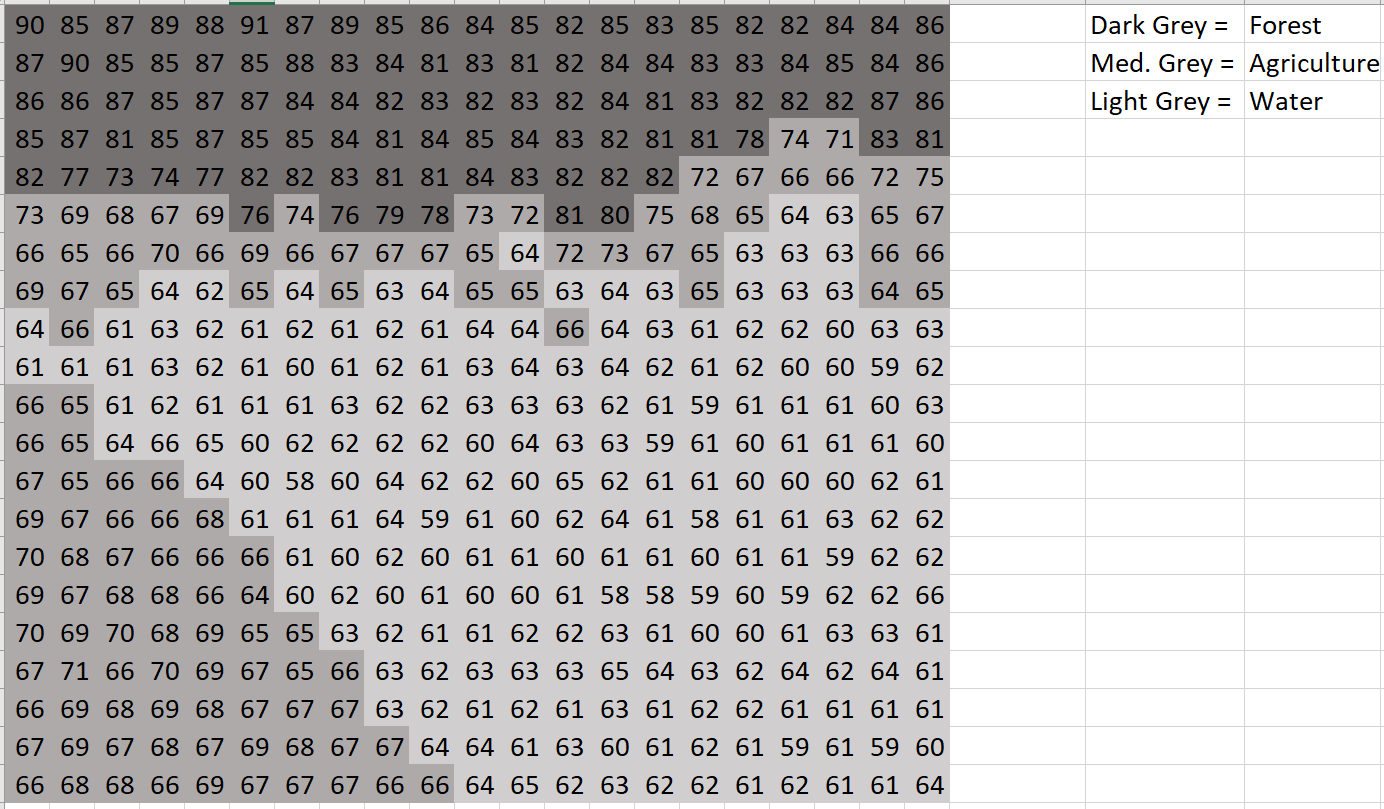 90 85 87 89 88 91 87 89 85 86 84 85 82 85 83 85 82 82 84 84 86 Dark Grey = Forest
87 90 85 85 87 85 88 83 84 81 83 81 82 84 84 83 83 84 85 84 86 Med. Grey = Agriculture
86 86 87 85 87 87 84 84 82 83 82 83 82 84 81 83 82 82 82 87 86 Light Grey = Water
85 87 81 85 87 85 85 84 81 84 85 84 83 82 81 81 78 74 71 83 81
82 77 73 74 77 82 82 83 81 81 84 83 82 82 82 72 67 66 66 72 75
73 69 68 67 69 76 74 76 79 78 73 72 81 80 75 68 65 64 63 65 67
66 65 66 70 66 69 66 67 67 67 65 64 72 73 67 65 63 63 63 66 66
69 67 65 64 62 65 64 65 63 64 65 65 63 64 63 65 63 63 63 64 65
64 66 61 63 62 61 62 61 62 61 64 64 66 64 63 61 62 62 60 63 63
61 61 61 63 62 61 60 61 62 61 63 64 63 64 62 61 62 60 60 59 62
66 65 61 62 61 61 61 63 62 62 63 63 63 62 61 59 61 61 61 60 63
66 65 64 66 65 60 62 62 62 62 60 64 63 63 59 61 60 61 61 61 60
67 65 66 66 64 60 58 60 64 62 62 60 65 62 61 61 60 60 60 62 61
69 67 66 66 68 61 61 61 64 59 61 60 62 64 61 58 61 61 63 62 62
70 68 67 66 66 66 61 60 62 60 61 61 60 61 61 60 61 61 59 62 62
69 67 68 68 66 64 60 62 60 61 60 60 61 58 58 59 60 59 62 62 66
70 69 70 68 69 65 65 63 62 61 61 62 62 63 61 60 60 61 63 63 61
67 71 66 70 69 67 65 66 63 62 63 63 63 65 64 63 62 64 62 64 61
66 69 68 69 68 67 67 67 63 62 61 62 61 63 61 62 62 61 61 61 61
67 69 67 68 67 69 68 67 67 64 64 61 63 60 61 62 61 59 61 59 60
66 68 68 66 69 67 67 67 66 66 64 65 62 63 62 62 61 62 61 61 64